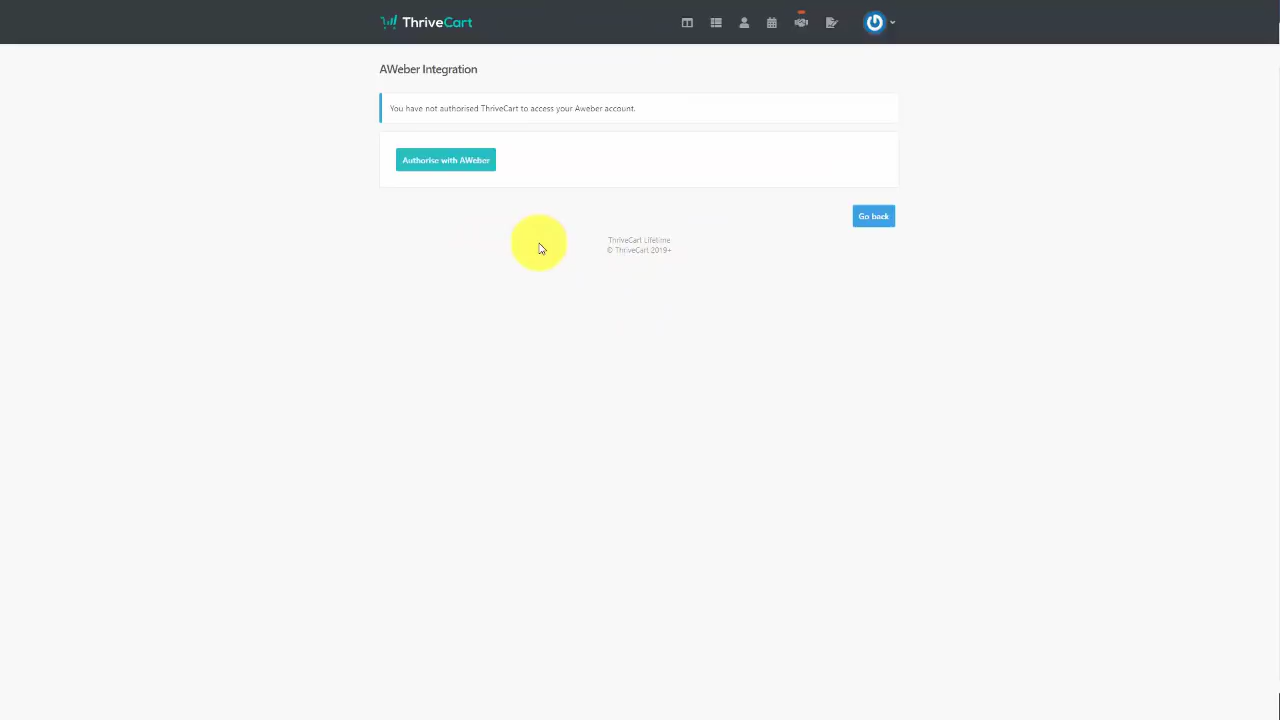 ThriveCart
AWeber Integration
You have not authorised ThriveCart to access your Aweber account.
Authorise with AWeber
Go back
ThriveCart Lifetime
© ThriveCart 2019+